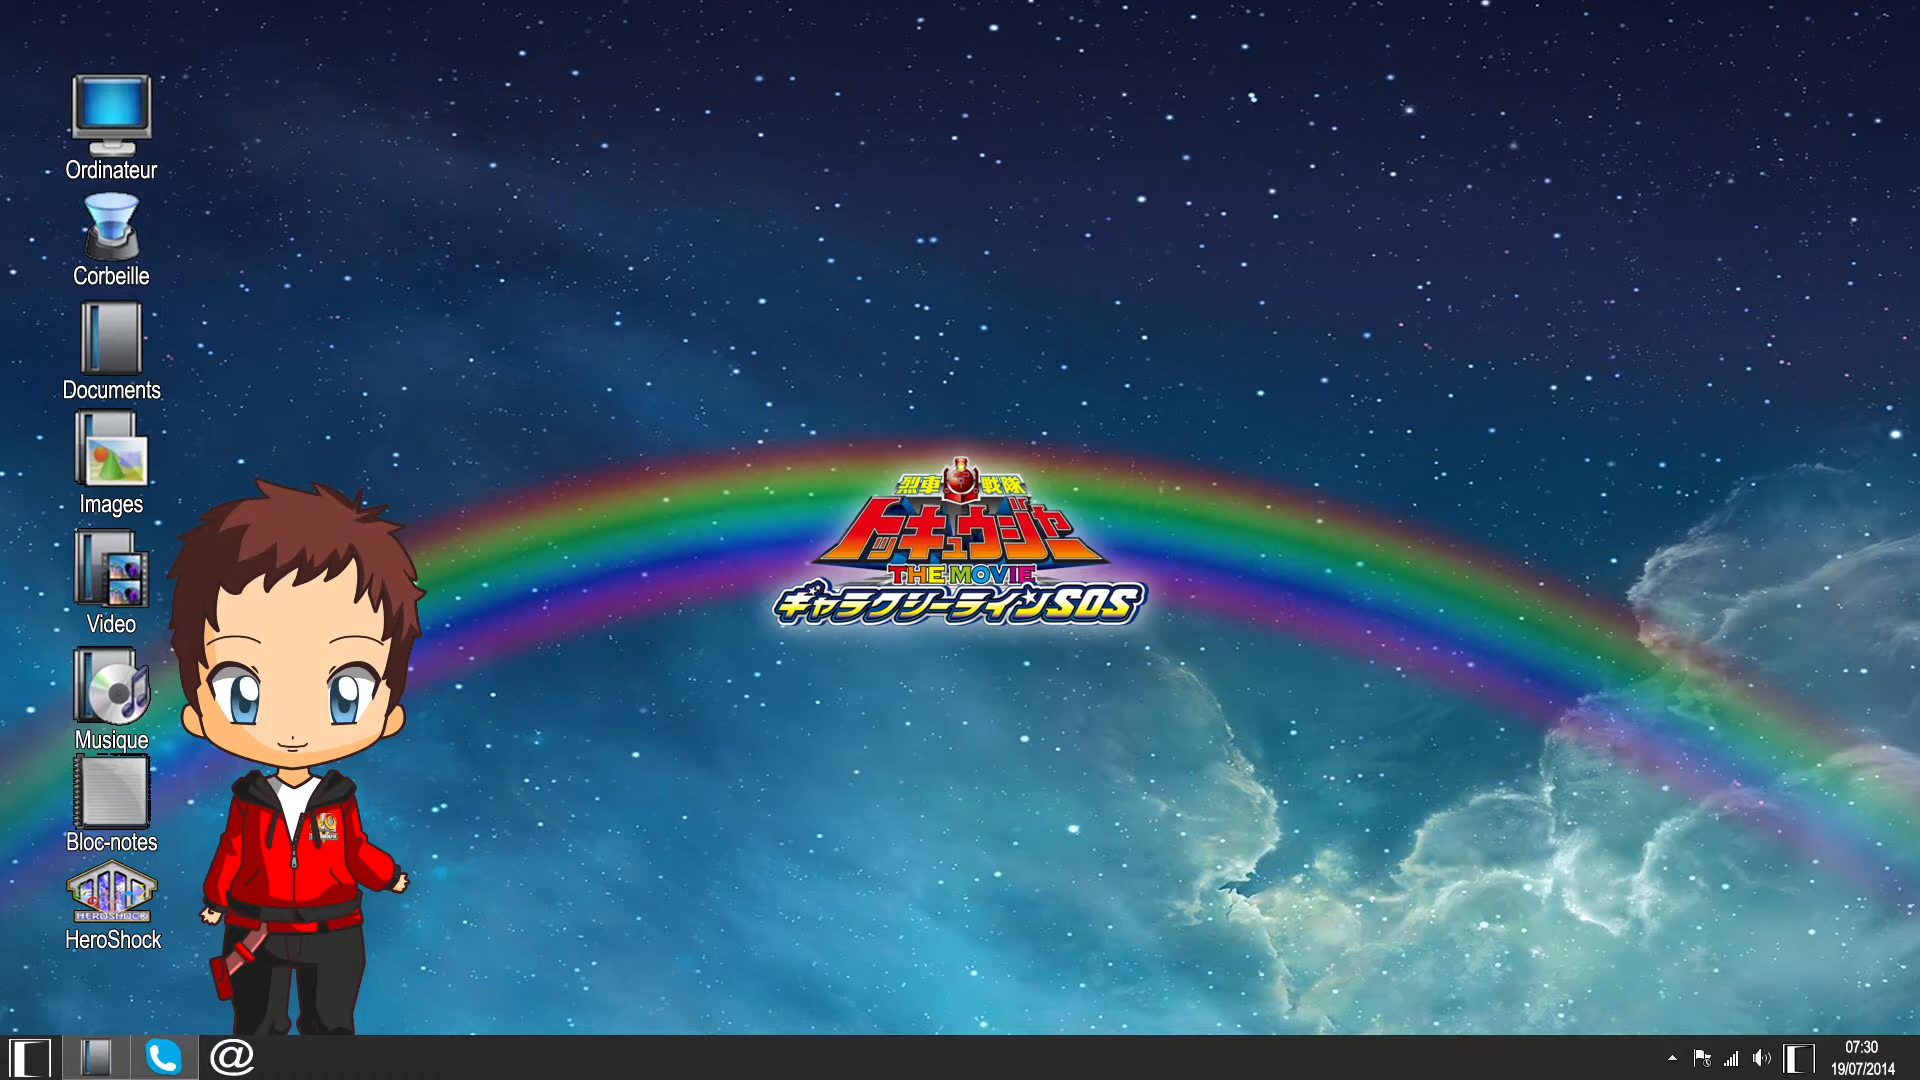 Ordinateur
Corbeille
Documents
Images
Video
Musique
Bloc-notes
HEROSHOCK
HeroShock
烈車戦隊
トッキュウジャー
THE MOVIE
ギャラクシーラインSOS
@
07:30
19/07/2014